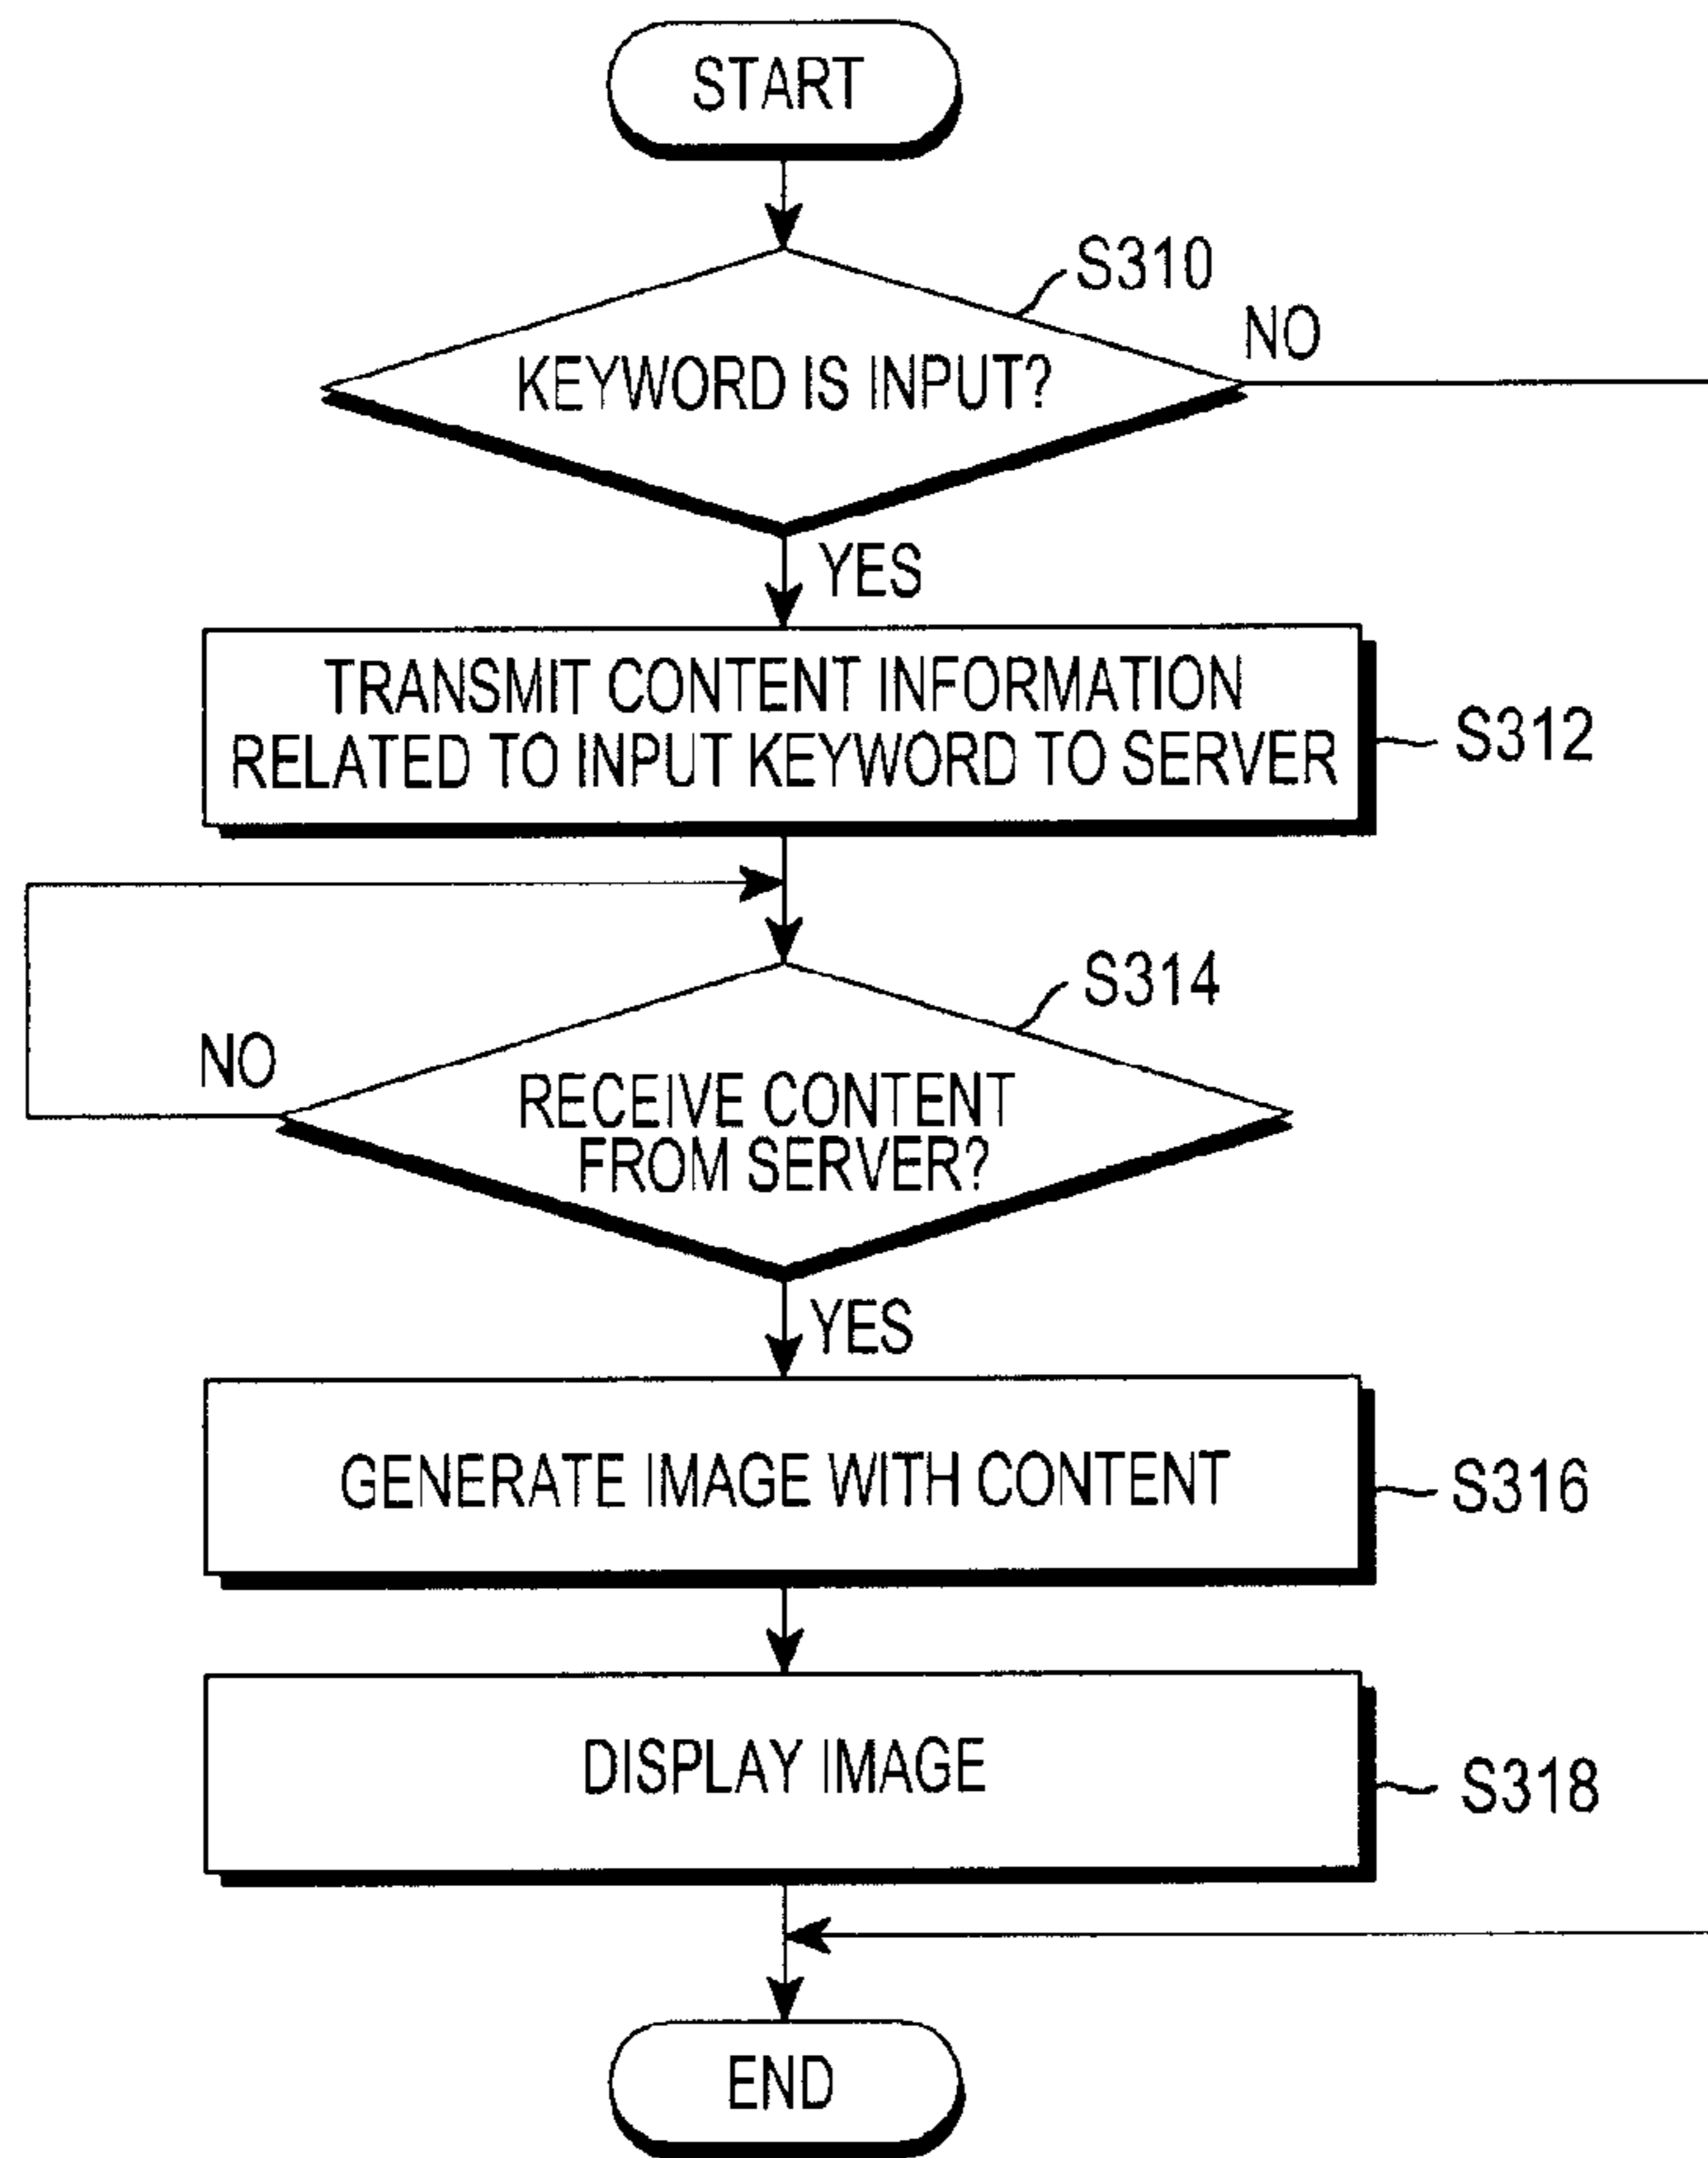 START
S310
NO
KEYWORD IS INPUT?
YES
TRANSMIT CONTENT INFORMATION
RELATED TO INPUT KEYWORD TO SERVER
S312
S314
NO
RECEIVE CONTENT
FROM SERVER?
YES
GENERATE IMAGE WITH CONTENT
S316
DISPLAY IMAGE
S318
END